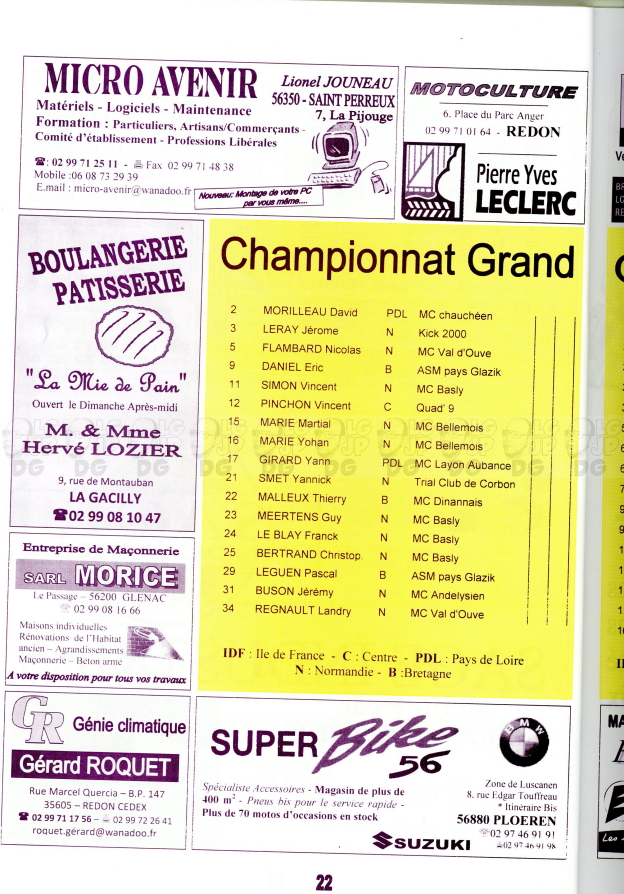 MICRO AVENIR
Lionel JOUNEAU
56350 - SAINT PERREUX
7, La Pijouge
Matériels - Logiciels - Maintenance
Formation : Particuliers, Artisans/Commerçants -
Comité d'établissement - Professions Libérales
☎: 02 99 71 25 11 - Fax 02 99 71 48 38
Mobile :06 08 73 29 39
E.mail : micro-avenir@wanadoo.fr
Nouveau: Montage de votre PC
par vous même....
MOTOCULTURE
6, Place du Parc Anger
02 99 71 01 64 - REDON
Pierre Yves
LECLERC
BOULANGERIE
PATISSERIE
"La Mie de Pain"
Ouvert le Dimanche Après-midi
M. & Mme
Hervé LOZIER
9, rue de Montauban
LA GACILLY
☎02 99 08 10 47
Championnat Grand
2 MORILLEAU David PDL MC chauchéen
3 LERAY Jérome N Kick 2000
5 FLAMBARD Nicolas N MC Val d'Ouve
9 DANIEL Eric B ASM pays Glazik
11 SIMON Vincent N MC Basly
12 PINCHON Vincent C Quad' 9
15 MARIE Martial N MC Bellemois
16 MARIE Yohan N MC Bellemois
17 GIRARD Yann PDL MC Layon Aubance
21 SMET Yannick N Trial Club de Corbon
22 MALLEUX Thierry B MC Dinannais
23 MEERTENS Guy N MC Basly
24 LE BLAY Franck N MC Basly
25 BERTRAND Christop. N MC Basly
29 LEGUEN Pascal B ASM pays Glazik
31 BUSON Jérémy N MC Andelysien
34 REGNAULT Landry N MC Val d'Ouve
IDF : Ile de France - C : Centre - PDL : Pays de Loire
N : Normandie - B :Bretagne
Entreprise de Maçonnerie
SARL MORICE
Le Passage – 56200 GLENAC
☏ 02 99 08 16 66
Maisons individuelles
Rénovations de l'Habitat
ancien – Agrandissements
Maçonnerie – Béton armé
A votre disposition pour tous vos travaux
GR
Génie climatique
Gérard ROQUET
Rue Marcel Quercia – B.P. 147
35605 – REDON CEDEX
☎ 02 99 71 17 56 – 02 99 72 26 41
roquet.gérard@wanadoo.fr
SUPER Bike 56
BMW
Spécialiste Accessoires - Magasin de plus de
400 m² - Pneus bis pour le service rapide -
Plus de 70 motos d'occasions en stock
Zone de Luscanen
8. rue Edgar Touffreau
* Itinéraire Bis
56880 PLOEREN
☏02 97 46 91 91
02 97 46 91 98
SUZUKI
22